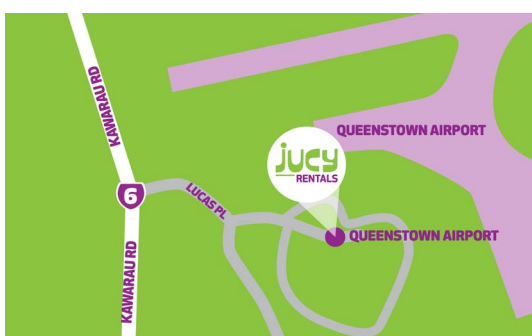 KAWARAU RD
QUEENSTOWN AIRPORT
jucy
RENTALS
6
LUCAS PL
QUEENSTOWN AIRPORT
KAWARAU RD